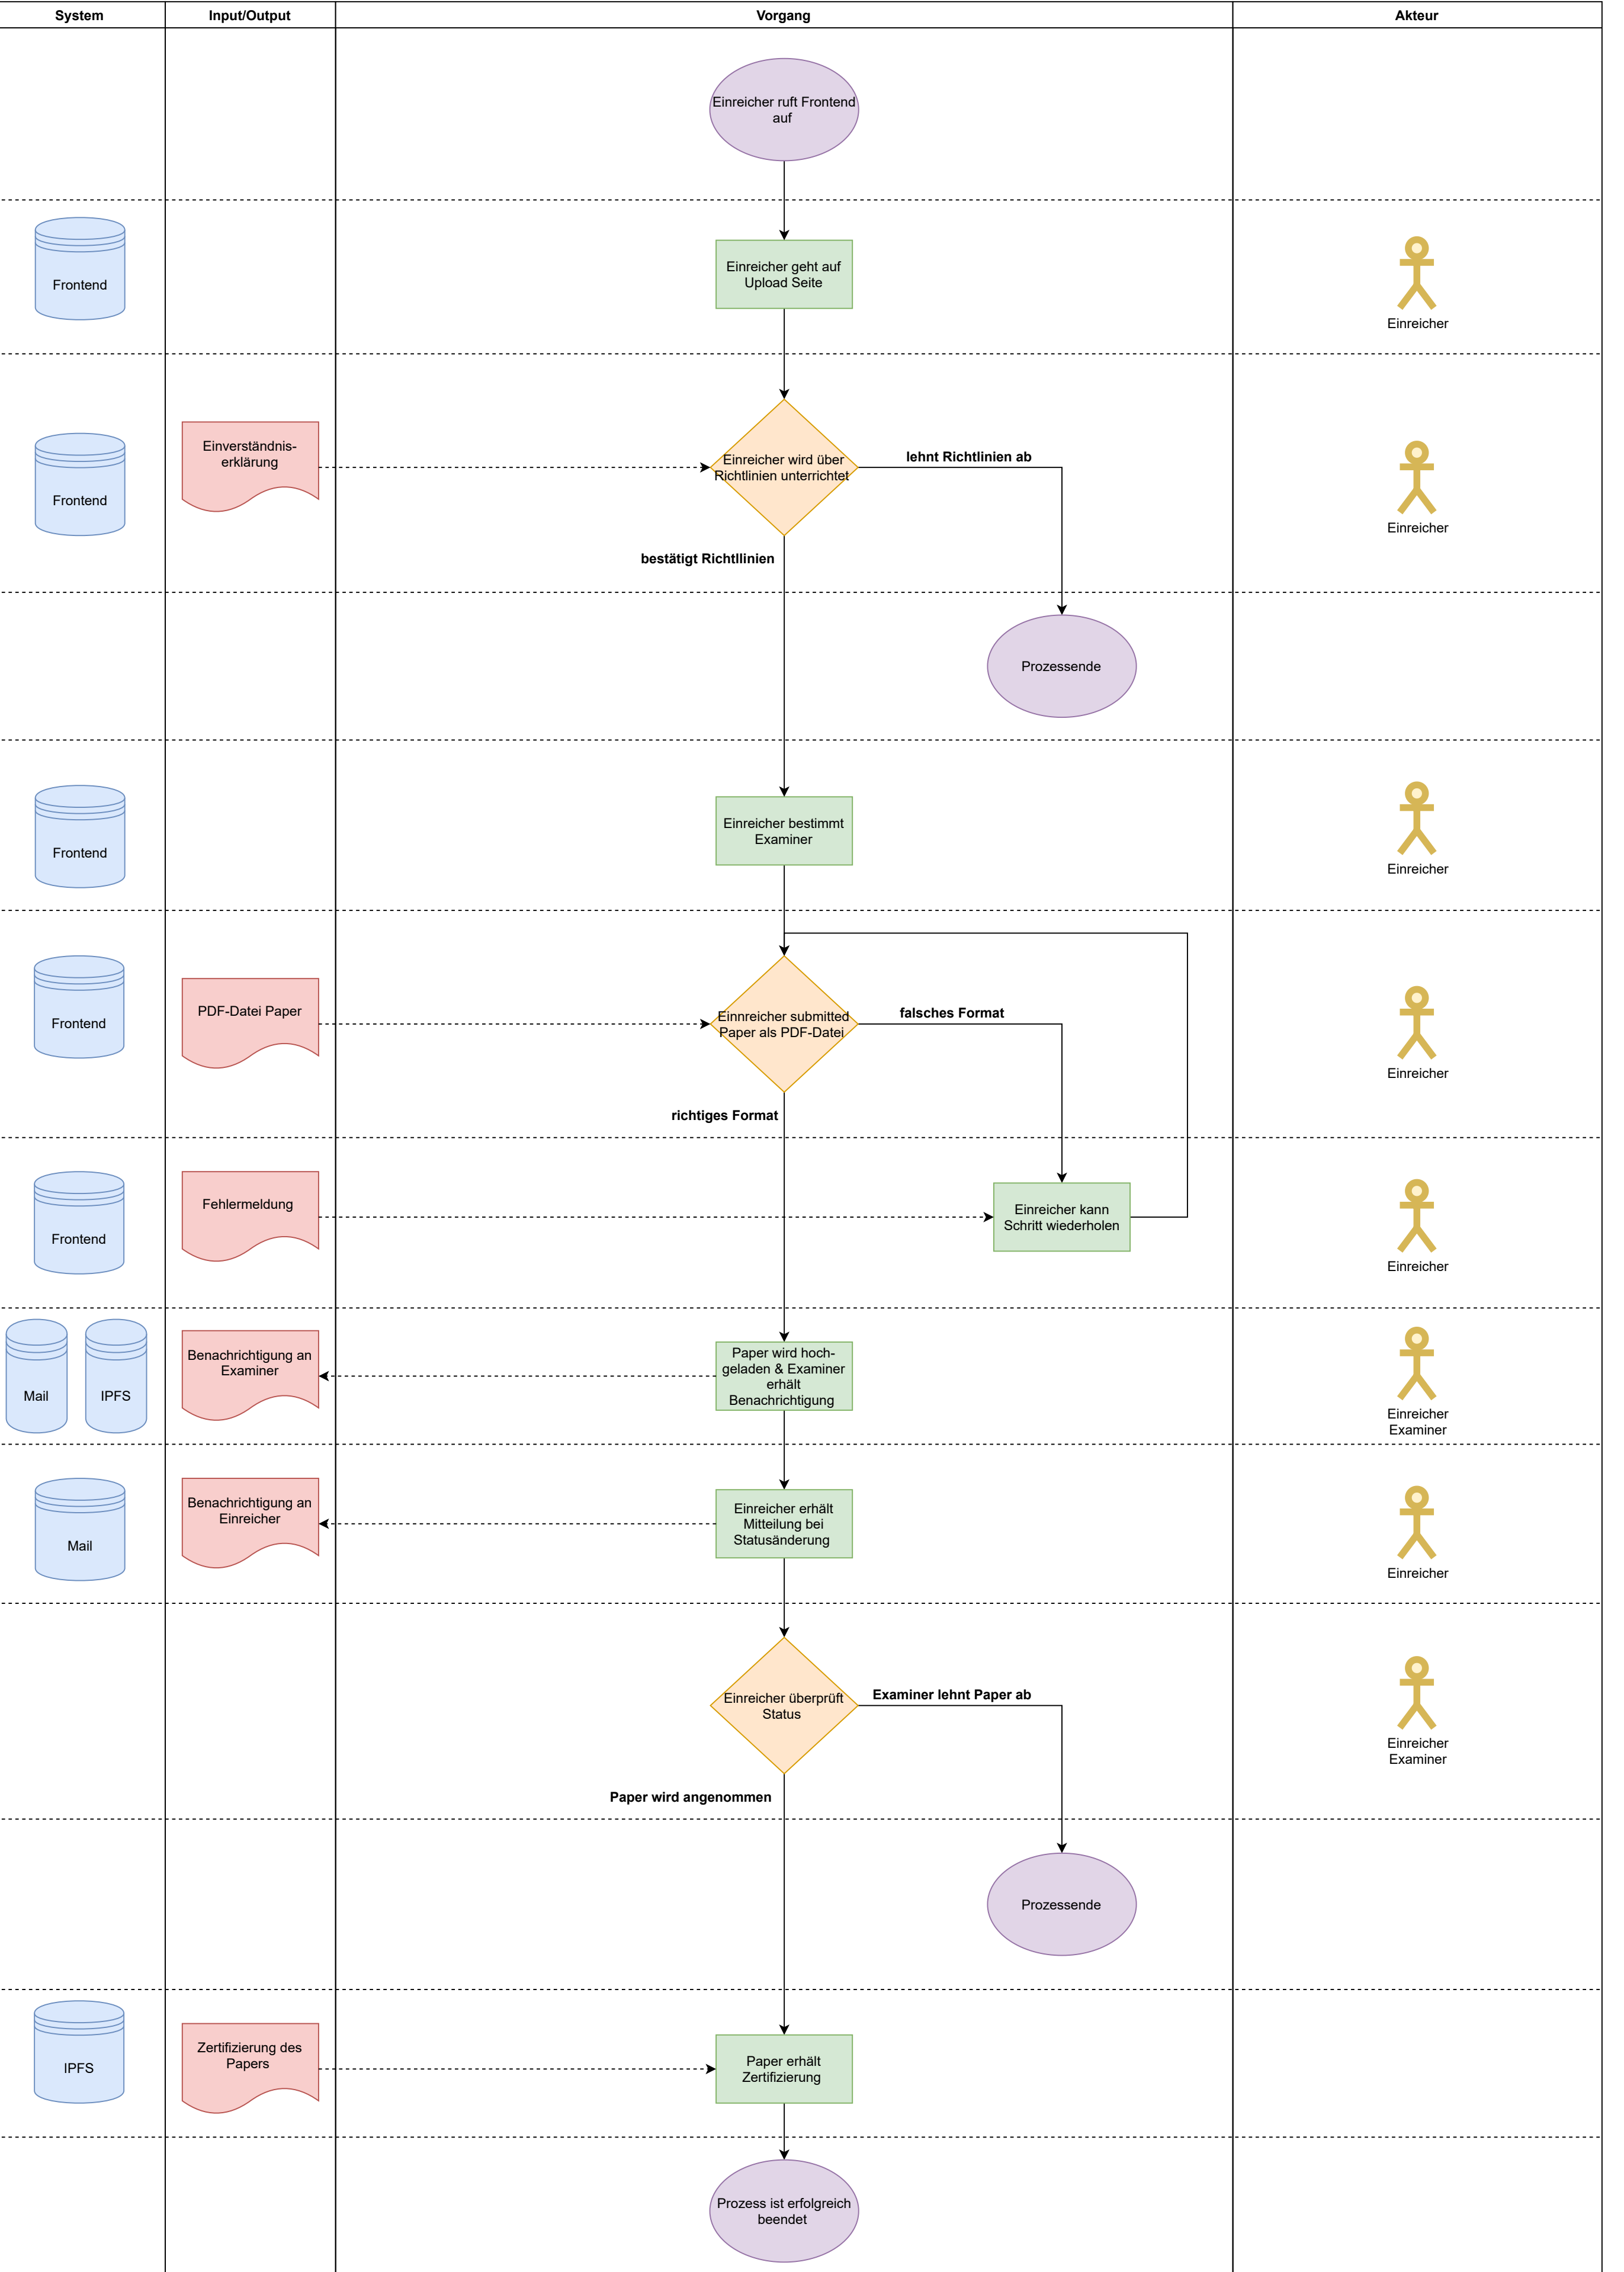 System
Input/Output
Vorgang
Akteur
Einreicher ruft Frontend
auf
Frontend
Einreicher geht auf
Upload Seite
Einreicher
Frontend
Einverständnis-
erklärung
Einreicher wird über
Richtlinien unterrichtet
lehnt Richtlinien ab
bestätigt Richtllinien
Einreicher
Prozessende
Frontend
Einreicher bestimmt
Examiner
Einreicher
Frontend
PDF-Datei Paper
Einnreicher submitted
Paper als PDF-Datei
falsches Format
richtiges Format
Einreicher
Frontend
Fehlermeldung
Einreicher kann
Schritt wiederholen
Einreicher
Mail
IPFS
Benachrichtigung an
Examiner
Paper wird hoch-
geladen & Examiner
erhält
Benachrichtigung
Einreicher
Examiner
Mail
Benachrichtigung an
Einreicher
Einreicher erhält
Mitteilung bei
Statusänderung
Einreicher
Einreicher überprüft
Status
Examiner lehnt Paper ab
Paper wird angenommen
Einreicher
Examiner
Prozessende
IPFS
Zertifizierung des
Papers
Paper erhält
Zertifizierung
Prozess ist erfolgreich
beendet